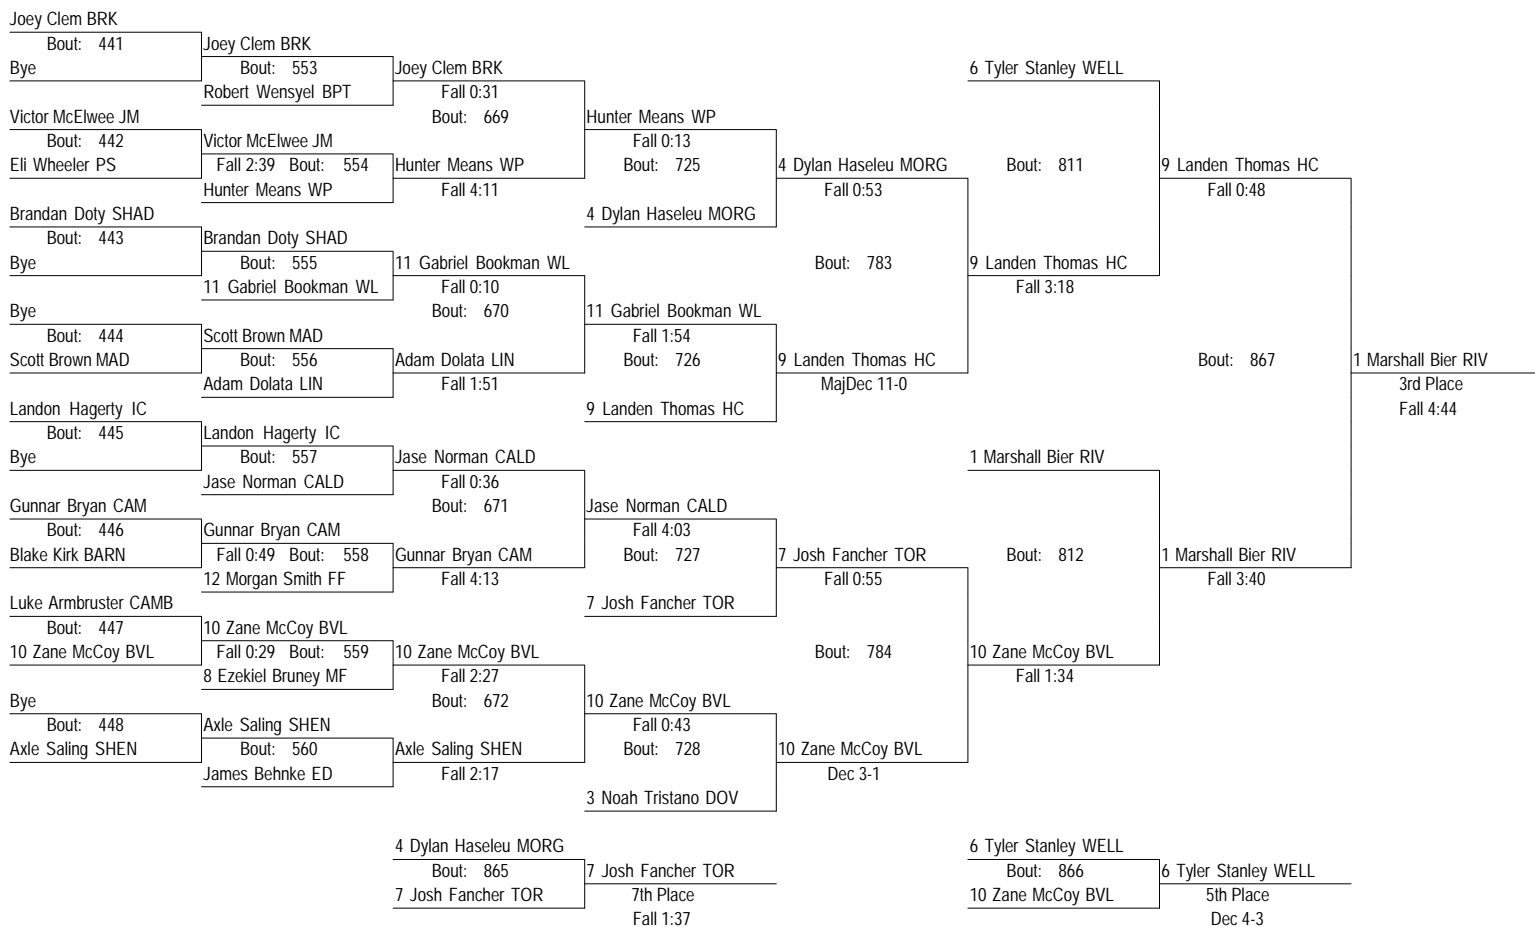 Joey Clem BRK
Bout: 441
Joey Clem BRK
Bye
Bout: 553
Joey Clem BRK
6 Tyler Stanley WELL
Robert Wensyel BPT
Fall 0:31
Victor McElwee JM
Bout: 669
Hunter Means WP
Bout: 442
Victor McElwee JM
Fall 0:13
Eli Wheeler PS
Fall 2:39 Bout: 554
Hunter Means WP
Bout: 725
4 Dylan Haseleu MORG
Bout: 811
9 Landen Thomas HC
Hunter Means WP
Fall 4:11
Fall 0:53
Fall 0:48
Brandan Doty SHAD
4 Dylan Haseleu MORG
Bout: 443
Brandan Doty SHAD
Bye
Bout: 555
11 Gabriel Bookman WL
Bout: 783
9 Landen Thomas HC
11 Gabriel Bookman WL
Fall 0:10
Fall 3:18
Bye
Bout: 670
11 Gabriel Bookman WL
Bout: 444
Scott Brown MAD
Fall 1:54
Scott Brown MAD
Bout: 556
Adam Dolata LIN
Bout: 726
9 Landen Thomas HC
Bout: 867
1 Marshall Bier RIV
Adam Dolata LIN
Fall 1:51
MajDec 11-0
3rd Place
Landon Hagerty IC
9 Landen Thomas HC
Fall 4:44
Bout: 445
Landon Hagerty IC
Bye
Bout: 557
Jase Norman CALD
1 Marshall Bier RIV
Jase Norman CALD
Fall 0:36
Gunnar Bryan CAM
Bout: 671
Jase Norman CALD
Bout: 446
Gunnar Bryan CAM
Fall 4:03
Blake Kirk BARN
Fall 0:49 Bout: 558
Gunnar Bryan CAM
Bout: 727
7 Josh Fancher TOR
Bout: 812
1 Marshall Bier RIV
12 Morgan Smith FF
Fall 4:13
Fall 0:55
Fall 3:40
Luke Armbruster CAMB
7 Josh Fancher TOR
Bout: 447
10 Zane McCoy BVL
10 Zane McCoy BVL
Fall 0:29 Bout: 559
10 Zane McCoy BVL
Bout: 784
10 Zane McCoy BVL
8 Ezekiel Bruney MF
Fall 2:27
Fall 1:34
Bye
Bout: 672
10 Zane McCoy BVL
Bout: 448
Axle Saling SHEN
Fall 0:43
Axle Saling SHEN
Bout: 560
Axle Saling SHEN
Bout: 728
10 Zane McCoy BVL
James Behnke ED
Fall 2:17
Dec 3-1
3 Noah Tristano DOV
4 Dylan Haseleu MORG
6 Tyler Stanley WELL
Bout: 865
7 Josh Fancher TOR
Bout: 866
6 Tyler Stanley WELL
7 Josh Fancher TOR
7th Place
10 Zane McCoy BVL
5th Place
Fall 1:37
Dec 4-3